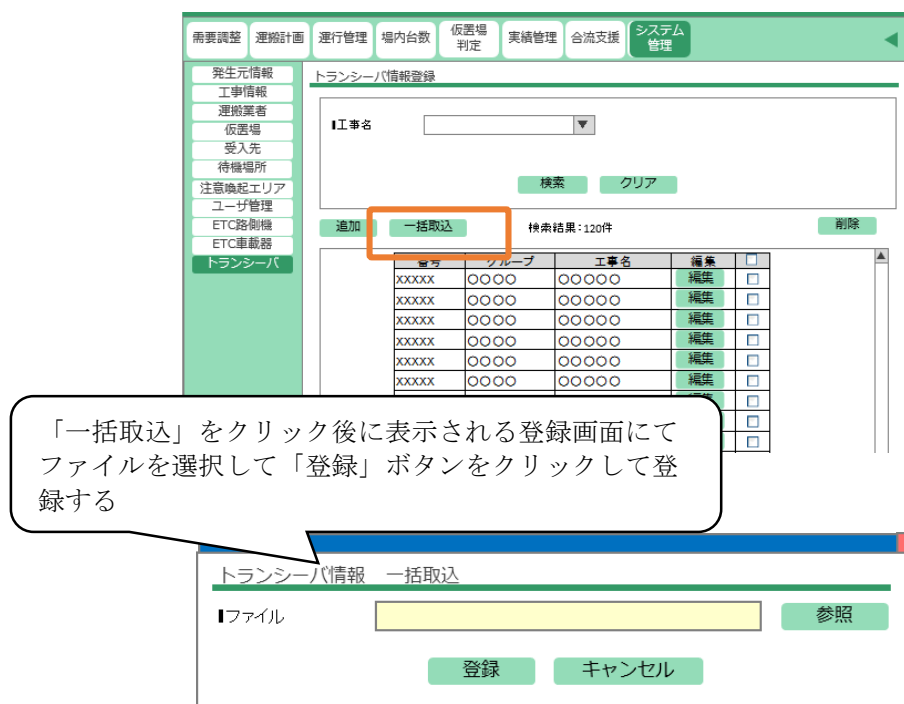 需要調整 運搬計画 運行管理 場内台数 仮置場判定 実績管理 合流支援 システム管理
発生元情報
工事情報
運搬業者
仮置場
受入先
待機場所
注意喚起エリア
ユーザ管理
ETC路側機
ETC車載器
トランシーバ
トランシーバ情報登録
工事名
検索 クリア
追加 一括取込 検索結果:120件 削除
番号 グループ 工事名 編集
xxxxx 〇〇〇〇 〇〇〇〇〇 編集
xxxxx 〇〇〇〇 〇〇〇〇〇 編集
xxxxx 〇〇〇〇 〇〇〇〇〇 編集
xxxxx 〇〇〇〇 〇〇〇〇〇 編集
xxxxx 〇〇〇〇 〇〇〇〇〇 編集
xxxxx 〇〇〇〇 〇〇〇〇〇 編集
「一括取込」をクリック後に表示される登録画面にて
ファイルを選択して「登録」ボタンをクリックして登
録する
トランシーバ情報 一括取込
ファイル 参照
登録 キャンセル